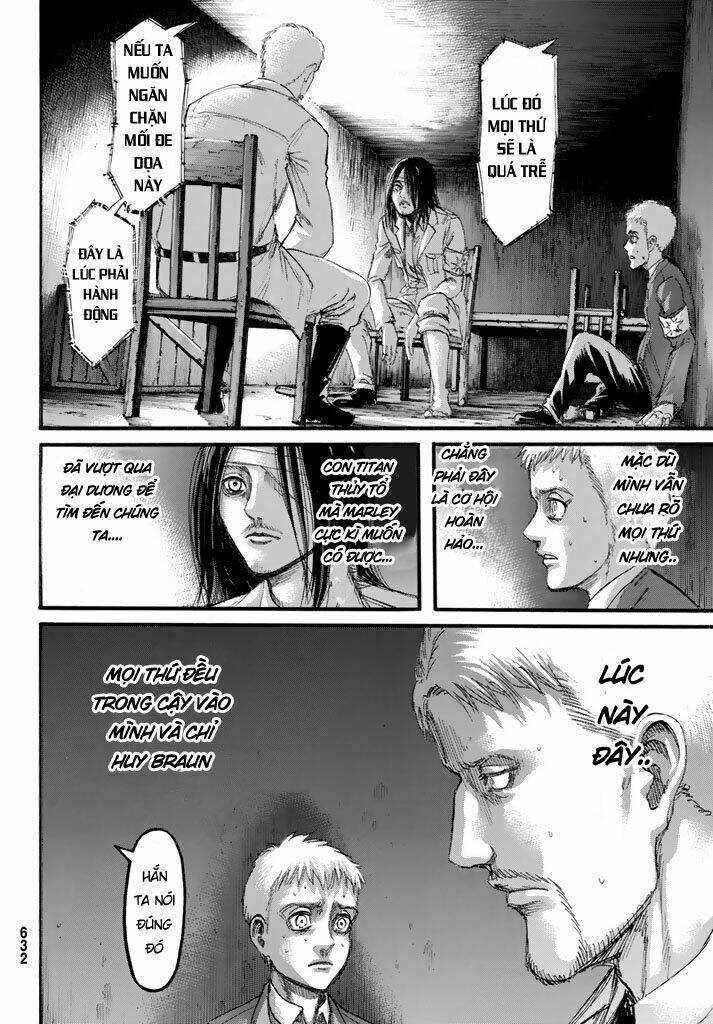 LÚC ĐÓ
MỌI THỨ
SẼ LÀ
QUÁ TRỄ
NẾU TA
MUỐN
NGĂN
CHẶN
MỐI ĐE
DỌA
NÀY
ĐÂY LÀ
LÚC PHẢI
HÀNH
ĐỘNG
MẶC DÙ
MÌNH VẪN
CHƯA RÕ
MỌI THỨ
NHƯNG..
CHẲNG
PHẢI ĐÂY
LÀ CƠ HỘI
HOÀN
HẢO...
CON TITAN
THỦY TỔ
MÀ MARLEY
CỰC KÌ MUỐN
CÓ ĐƯỢC...
ĐÃ VƯỢT QUA
ĐẠI DƯƠNG ĐỂ
TÌM ĐẾN CHÚNG
TA....
LÚC
NÀY
ĐÂY..
MỌI THỨ ĐỀU
TRONG CẬY VÀO
MÌNH VÀ CHỈ
HUY BRAUN
HẮN
TA NÓI
ĐÚNG
ĐÓ
632